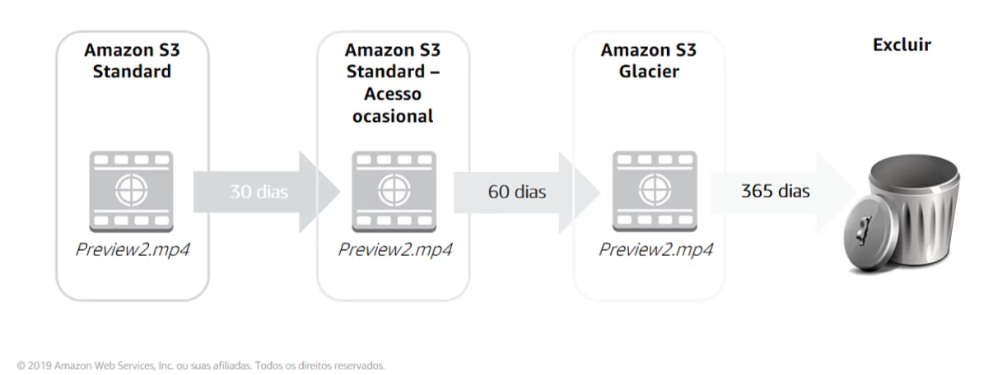 Amazon S3
Standard
Amazon S3
Standard –
Acesso
ocasional
Amazon S3
Glacier
Excluir
30 dias
60 dias
365 dias
Preview2.mp4
Preview2.mp4
Preview2.mp4
© 2019 Amazon Web Services, Inc. ou suas afiliadas. Todos os direitos reservados.